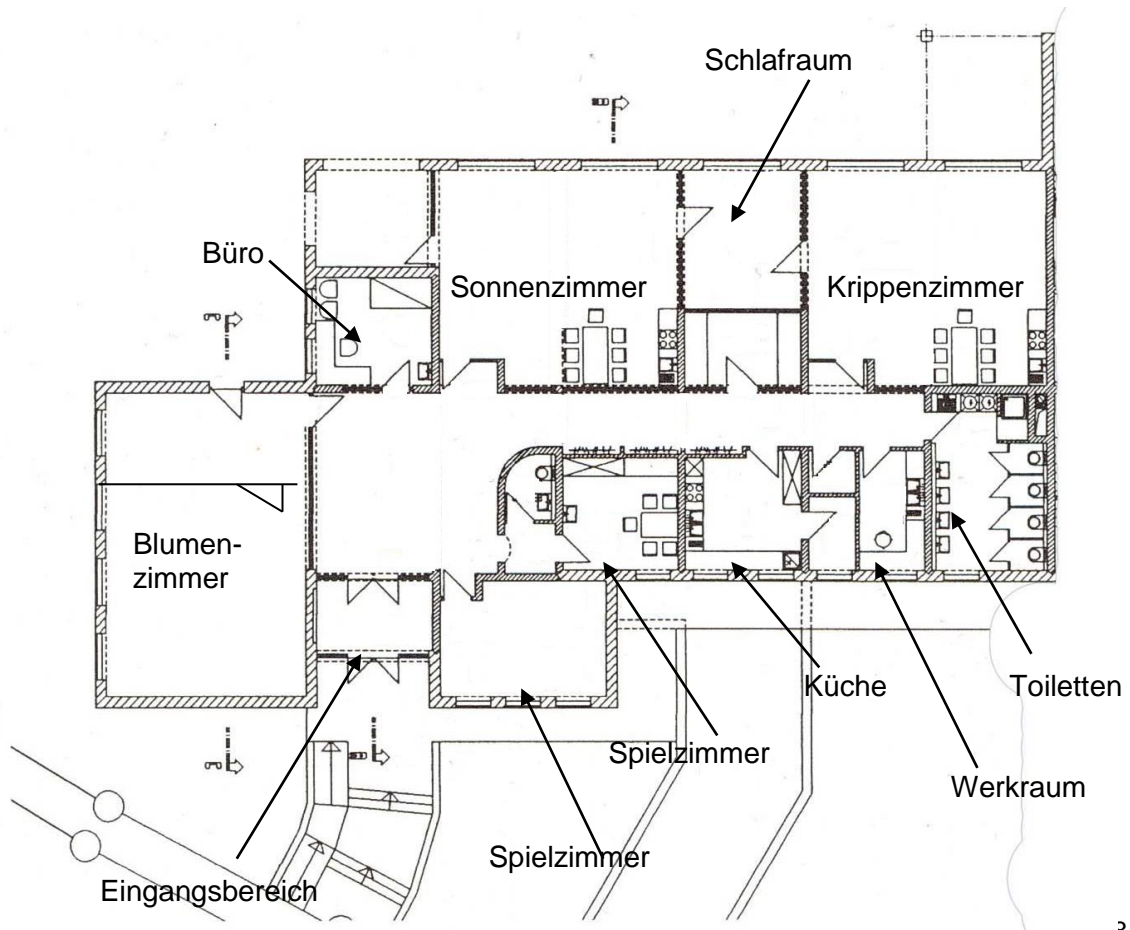 Schlafraum
Büro
Sonnenzimmer
Krippenzimmer
Blumen-
zimmer
Küche
Toiletten
Spielzimmer
Werkraum
Spielzimmer
Eingangsbereich